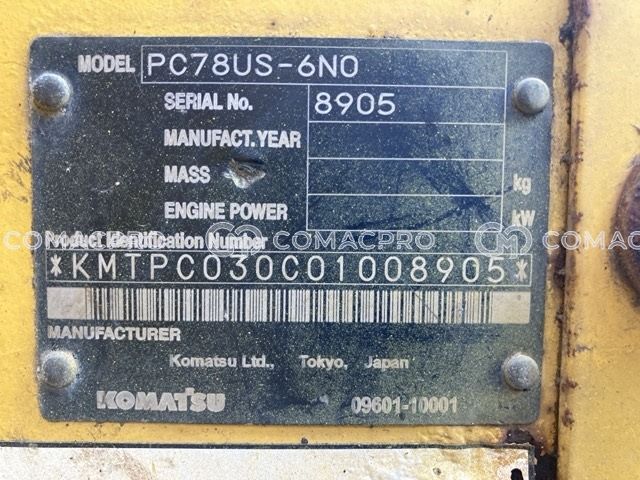 MODEL PC78US-6N0
SERIAL No. 8905
MANUFACT.YEAR
MASS kg
ENGINE POWER kW
COMACPRO COMACPRO COMACPRO
Product Identification Number
*KMTPC030C01008905*
MANUFACTURER
Komatsu Ltd., Tokyo, Japan
KOMATSU 09601-10001